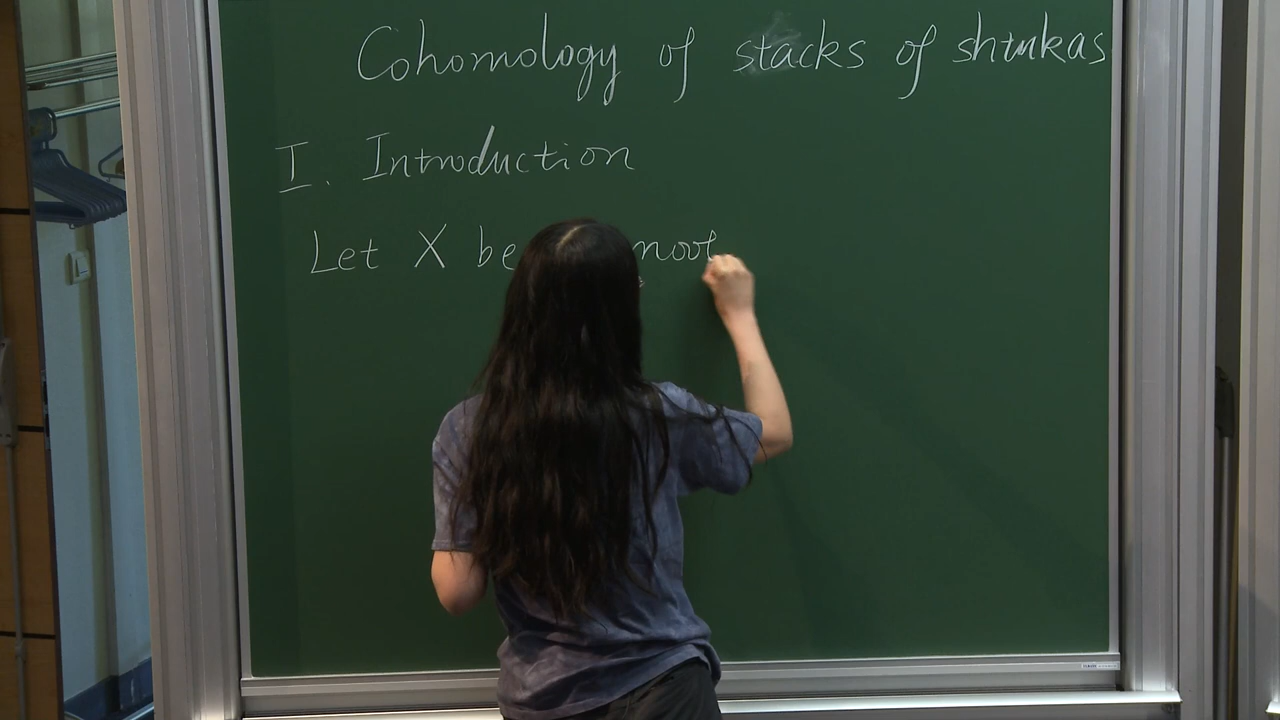 Cohomology of stacks of shtukas
I. Introduction
Let X be